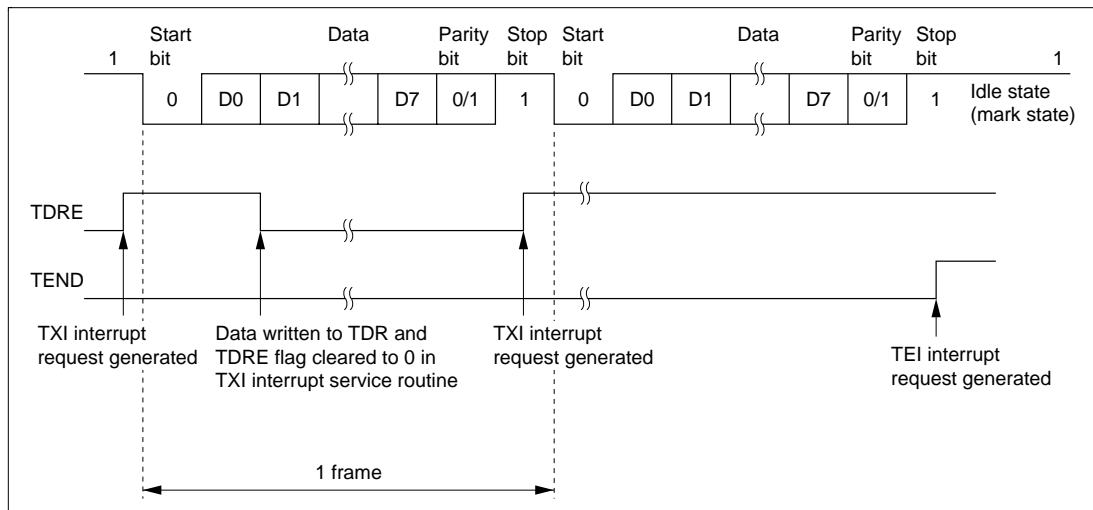 1
Start bit
Data
Parity bit
Stop bit
Start bit
Data
Parity bit
Stop bit
1
0
D0
D1
D7
0/1
1
0
D0
D1
D7
0/1
1
Idle state
(mark state)
TDRE
TEND
TXI interrupt
request generated
Data written to TDR and
TDRE flag cleared to 0 in
TXI interrupt service routine
TXI interrupt
request generated
TEI interrupt
request generated
1 frame